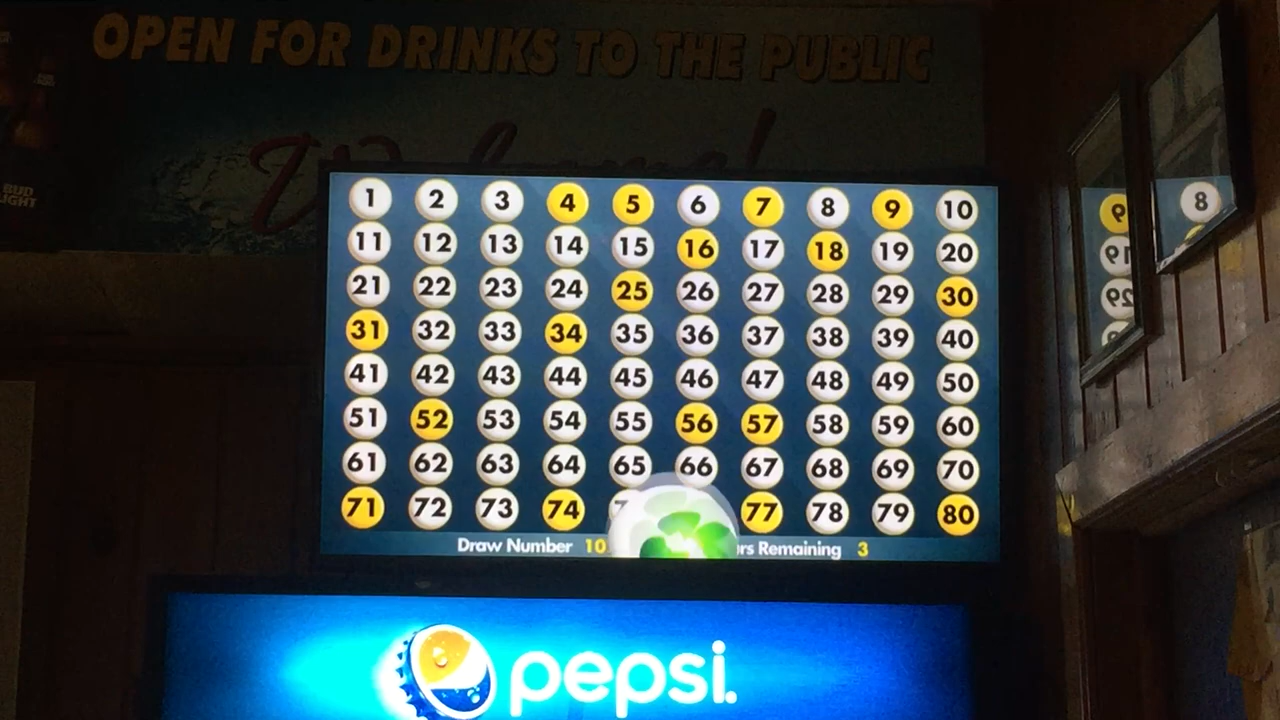 OPEN FOR DRINKS TO THE PUBLIC
Welcome!
BUD
LIGHT
1 2 3 4 5 6 7 8 9 10
11 12 13 14 15 16 17 18 19 20
21 22 23 24 25 26 27 28 29 30
31 32 33 34 35 36 37 38 39 40
41 42 43 44 45 46 47 48 49 50
51 52 53 54 55 56 57 58 59 60
61 62 63 64 65 66 67 68 69 70
71 72 73 74 77 78 79 80
Draw Number 10 rs Remaining 3
pepsi.
8
9
19
29